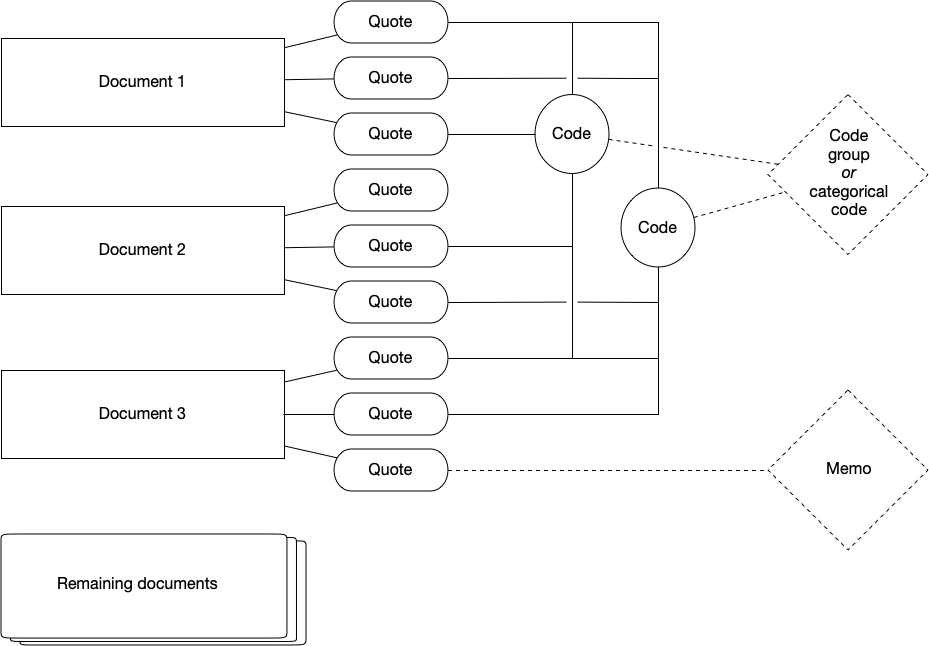 Quote
Document 1
Quote
Quote
Code
Code
group
or
categorical
code
Quote
Code
Document 2
Quote
Quote
Quote
Document 3
Quote
Quote
Memo
Remaining documents